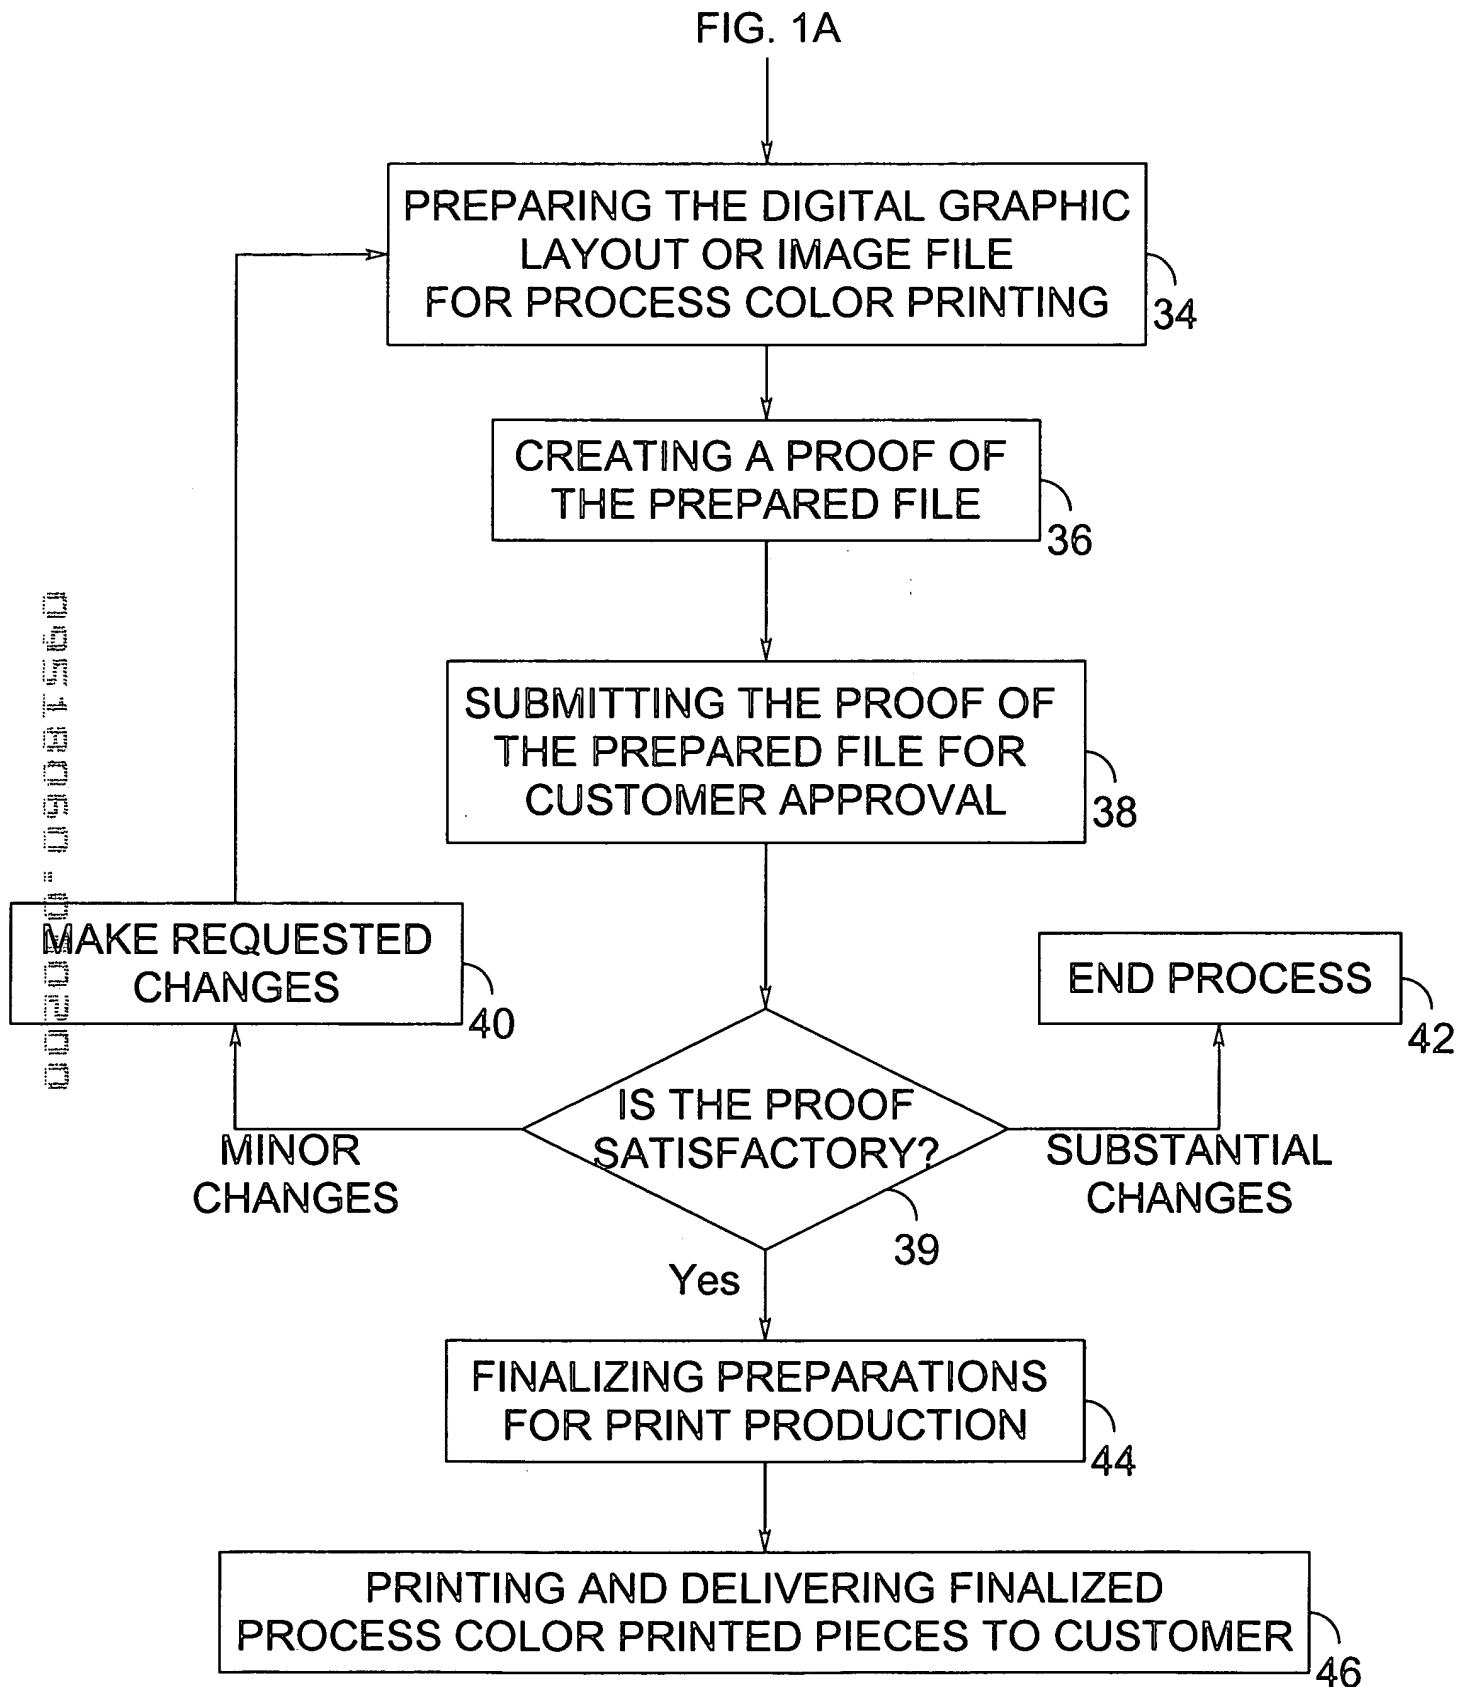 FIG. 1A
PREPARING THE DIGITAL GRAPHIC
LAYOUT OR IMAGE FILE
FOR PROCESS COLOR PRINTING
34
CREATING A PROOF OF
THE PREPARED FILE
36
SUBMITTING THE PROOF OF
THE PREPARED FILE FOR
CUSTOMER APPROVAL
38
MAKE REQUESTED
CHANGES
40
END PROCESS
42
IS THE PROOF
SATISFACTORY?
39
MINOR
CHANGES
SUBSTANTIAL
CHANGES
Yes
FINALIZING PREPARATIONS
FOR PRINT PRODUCTION
44
PRINTING AND DELIVERING FINALIZED
PROCESS COLOR PRINTED PIECES TO CUSTOMER
46